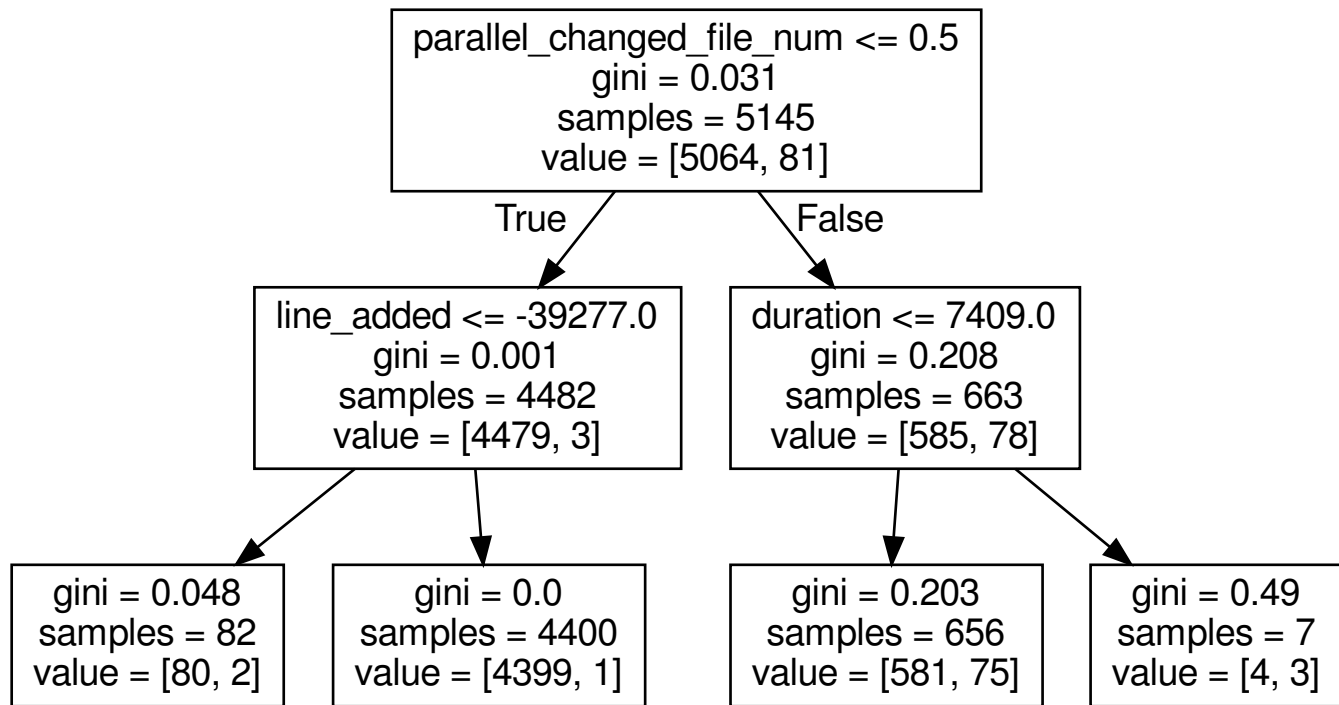 parallel_changed_file_num <= 0.5
gini = 0.031
samples = 5145
value = [5064, 81]
True
False
line_added <= -39277.0
gini = 0.001
samples = 4482
value = [4479, 3]
duration <= 7409.0
gini = 0.208
samples = 663
value = [585, 78]
gini = 0.048
samples = 82
value = [80, 2]
gini = 0.0
samples = 4400
value = [4399, 1]
gini = 0.203
samples = 656
value = [581, 75]
gini = 0.49
samples = 7
value = [4, 3]